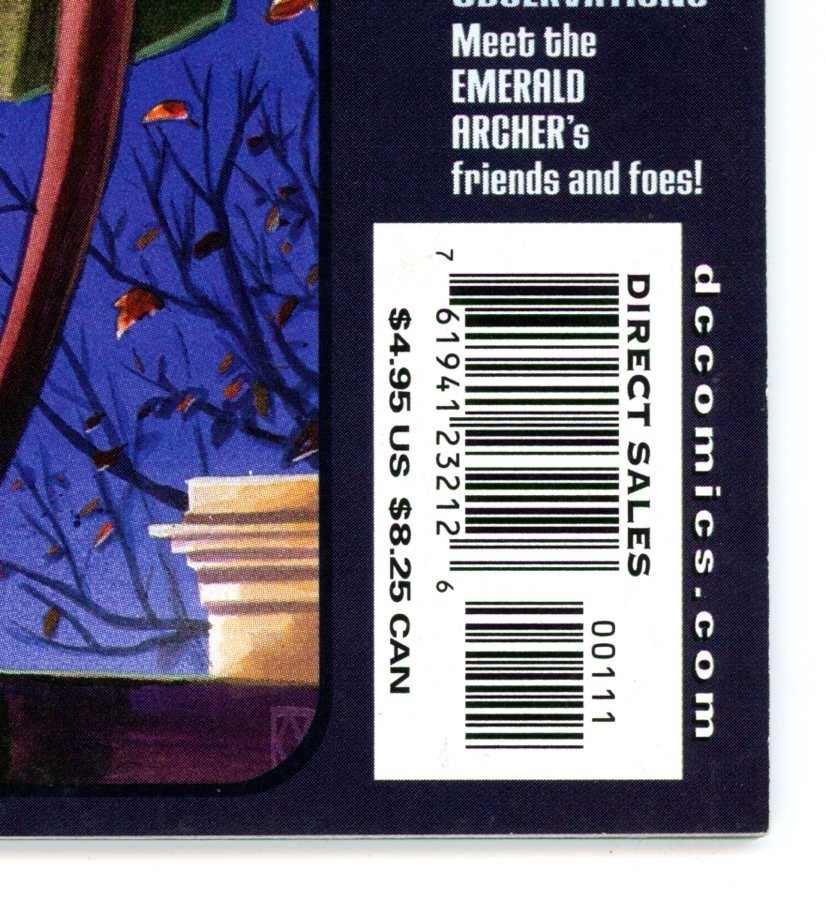 OBSERVATIONS
Meet the
EMERALD
ARCHER's
friends and foes!
dccomics.com
DIRECT SALES
00111
7 61941 23212 6
$4.95 US $8.25 CAN